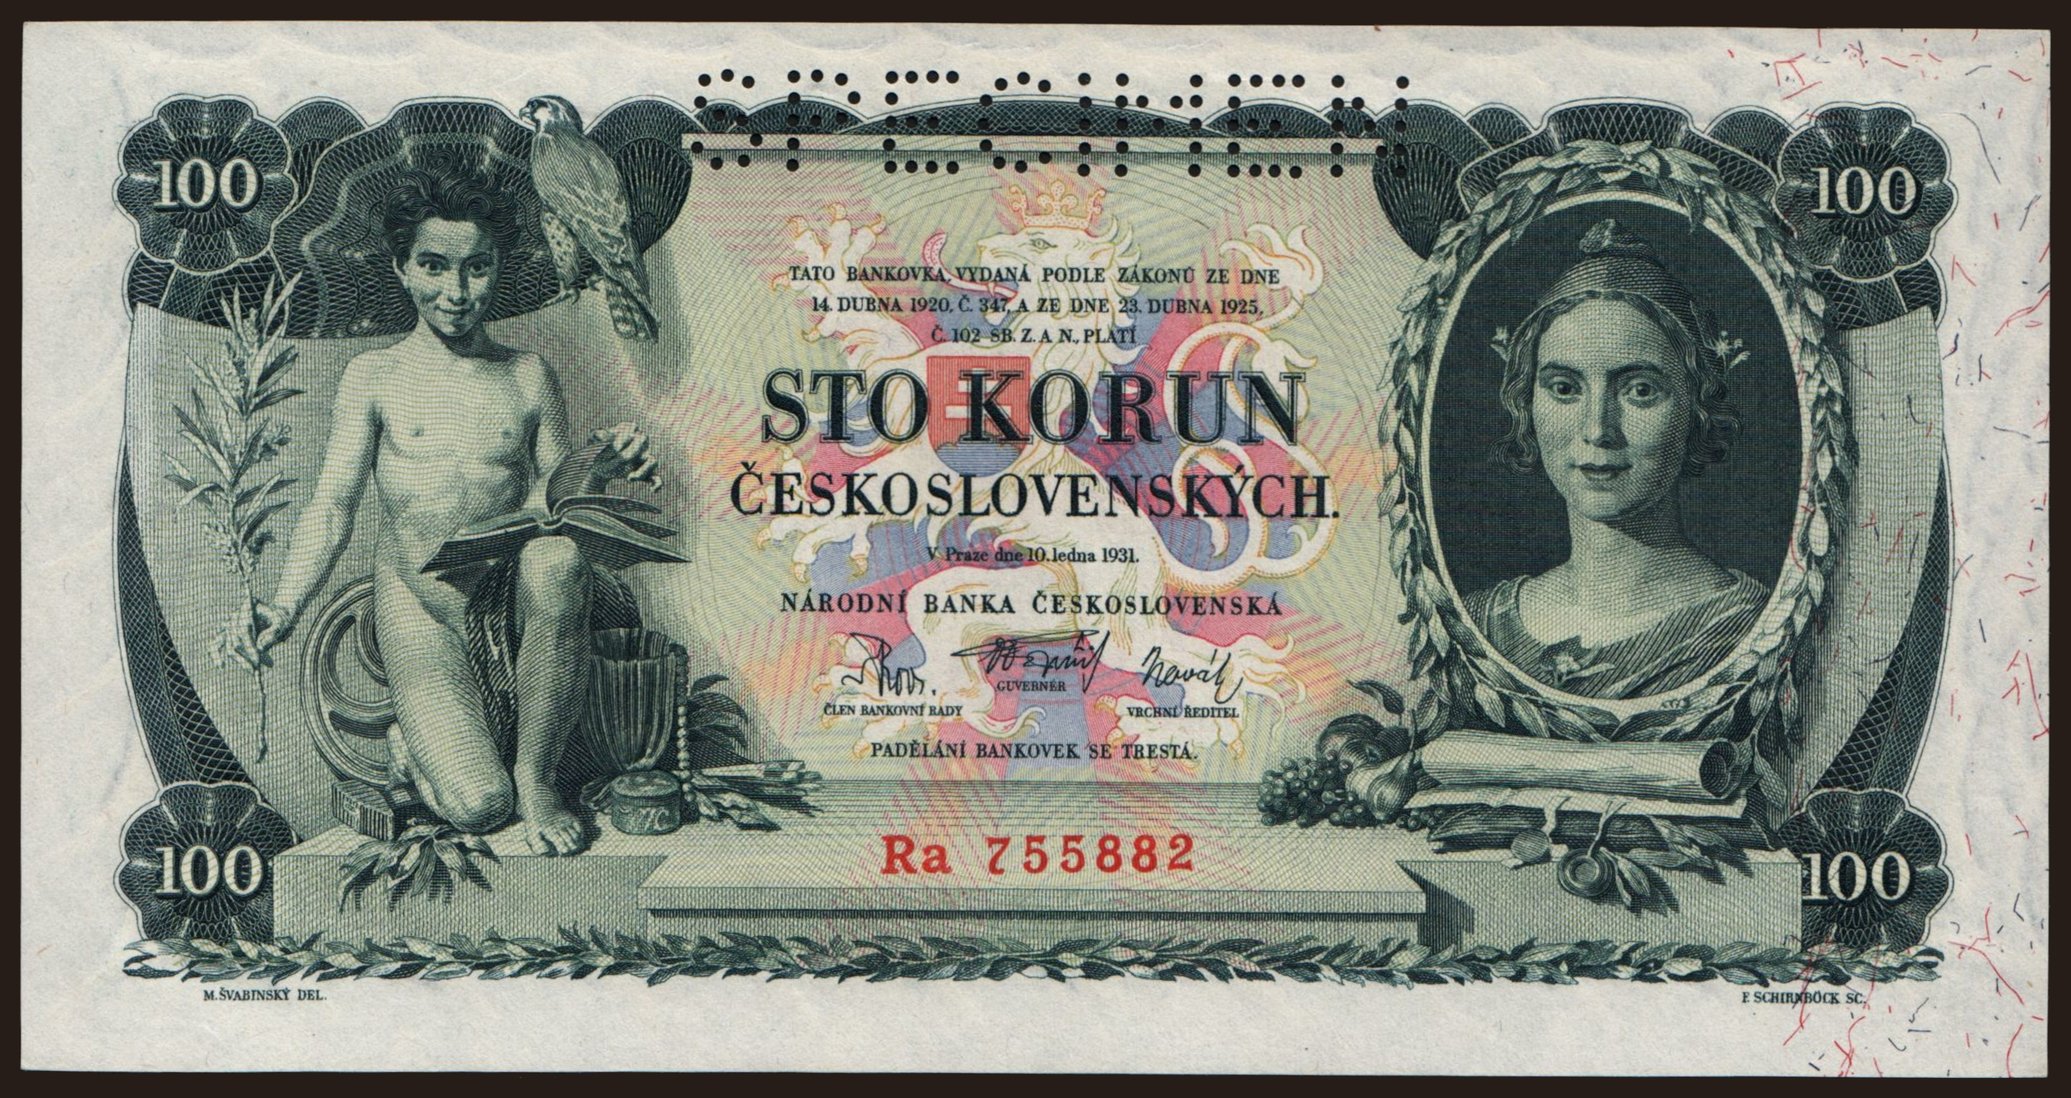 SPECIMEN
100
100
TATO BANKOVKA, VYDANÁ PODLE ZÁKONŮ ZE DNE
14. DUBNA 1920, Č. 347, A ZE DNE 23. DUBNA 1925,
Č. 102 SB. Z. A N., PLATÍ
STO KORUN
ČESKOSLOVENSKÝCH.
V Praze dne 10. ledna 1931.
NÁRODNÍ BANKA ČESKOSLOVENSKÁ
Novák
GUVERNÉR
ČLEN BANKOVNÍ RADY
VRCHNÍ ŘEDITEL
PADĚLÁNÍ BANKOVEK SE TRESTÁ.
Ra 755882
100
100
M. ŠVABINSKÝ DEL.
F. SCHIRNBÖCK SC.